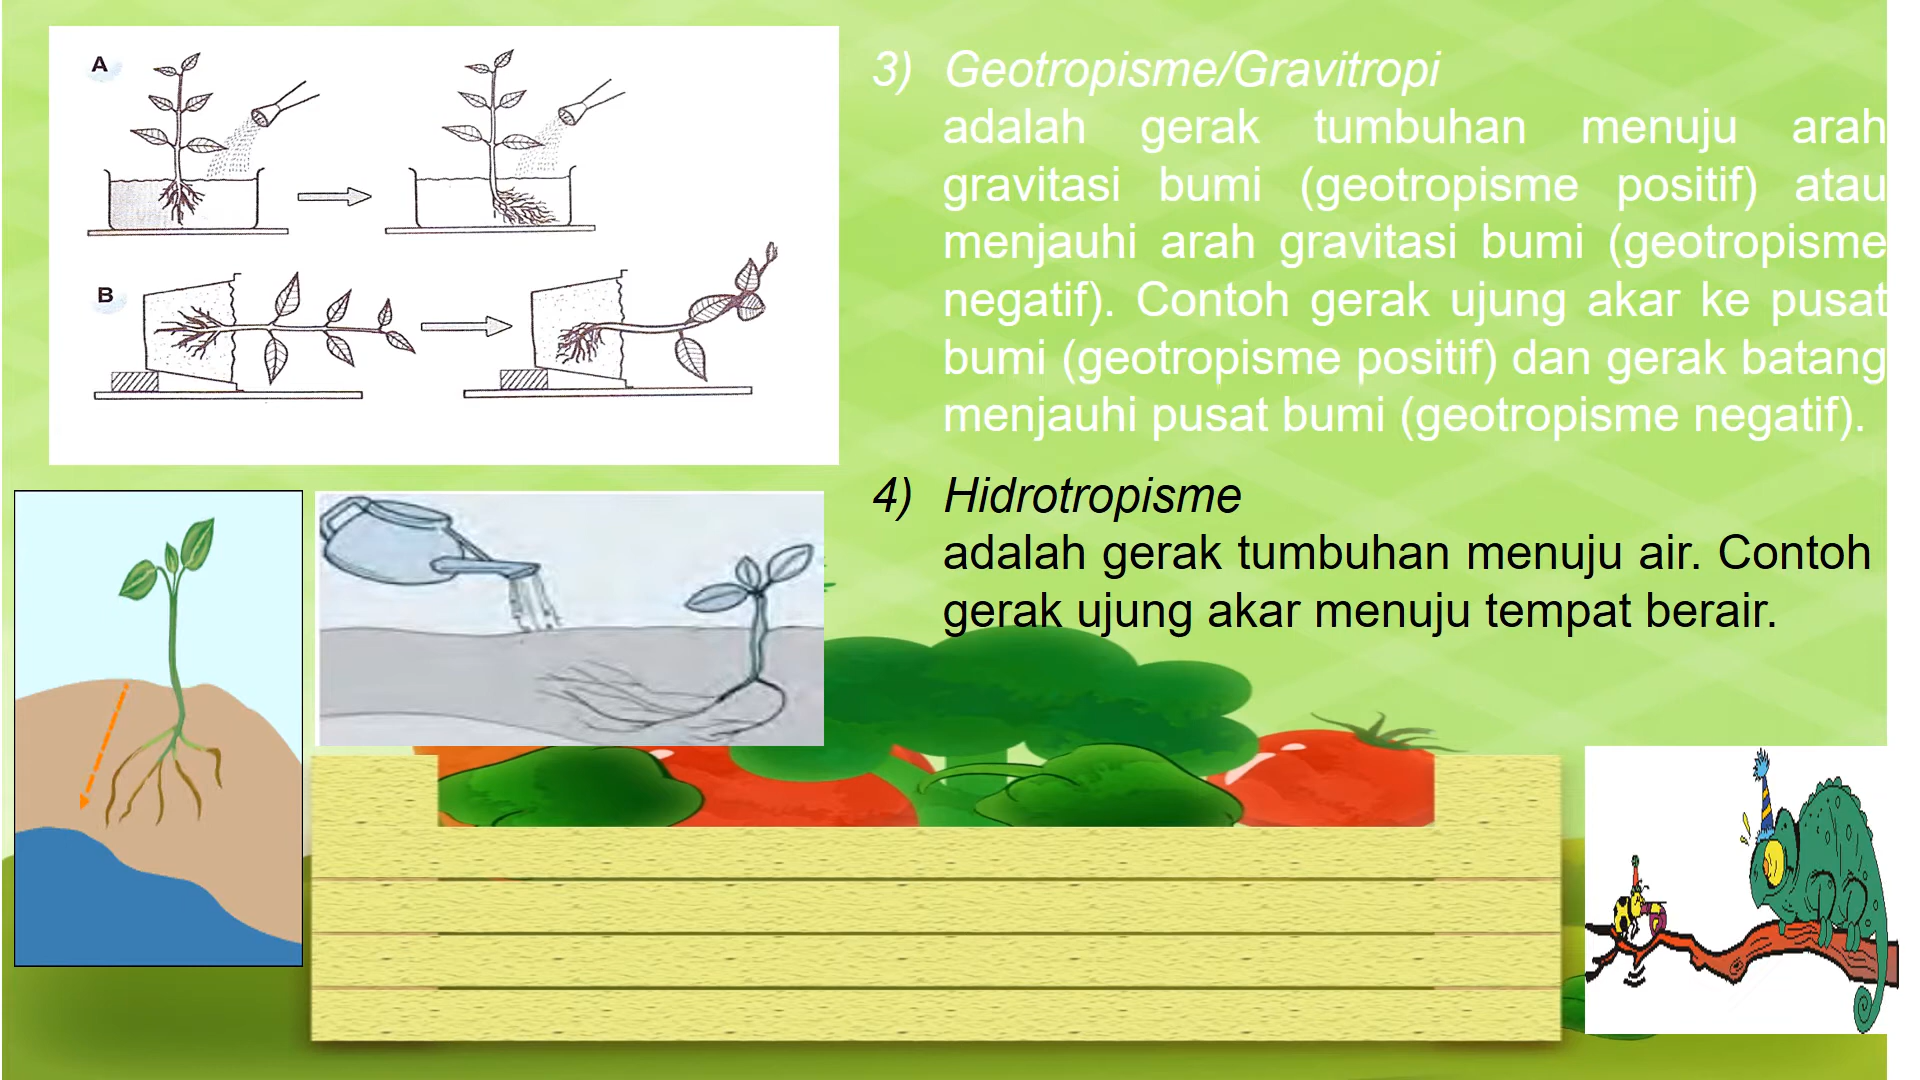 A
B
3) Geotropisme/Gravitropi
adalah gerak tumbuhan menuju arah
gravitasi bumi (geotropisme positif) atau
menjauhi arah gravitasi bumi (geotropisme
negatif). Contoh gerak ujung akar ke pusat
bumi (geotropisme positif) dan gerak batang
menjauhi pusat bumi (geotropisme negatif).
4) Hidrotropisme
adalah gerak tumbuhan menuju air. Contoh
gerak ujung akar menuju tempat berair.